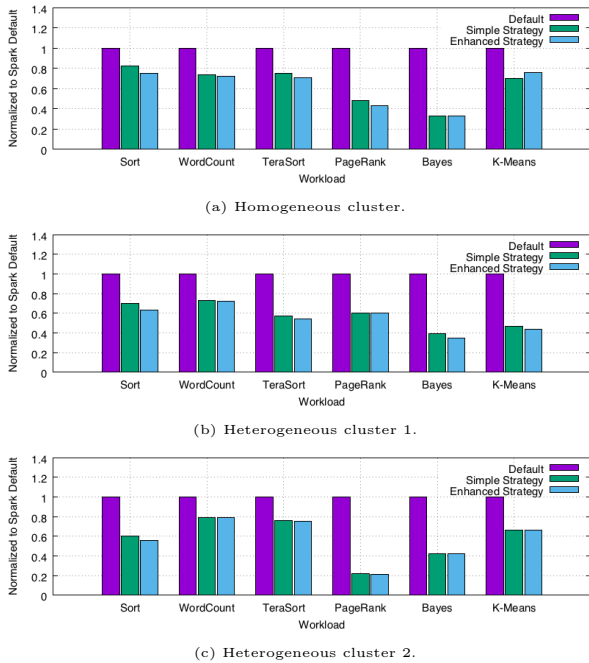 Normalized to Spark Default
1.4
1.2
1
0.8
0.6
0.4
0.2
0
Default
Simple Strategy
Enhanced Strategy
Sort WordCount TeraSort PageRank Bayes K-Means
Workload
(a) Homogeneous cluster.
Normalized to Spark Default
1.4
1.2
1
0.8
0.6
0.4
0.2
0
Default
Simple Strategy
Enhanced Strategy
Sort WordCount TeraSort PageRank Bayes K-Means
Workload
(b) Heterogeneous cluster 1.
Normalized to Spark Default
1.4
1.2
1
0.8
0.6
0.4
0.2
0
Default
Simple Strategy
Enhanced Strategy
Sort WordCount TeraSort PageRank Bayes K-Means
Workload
(c) Heterogeneous cluster 2.